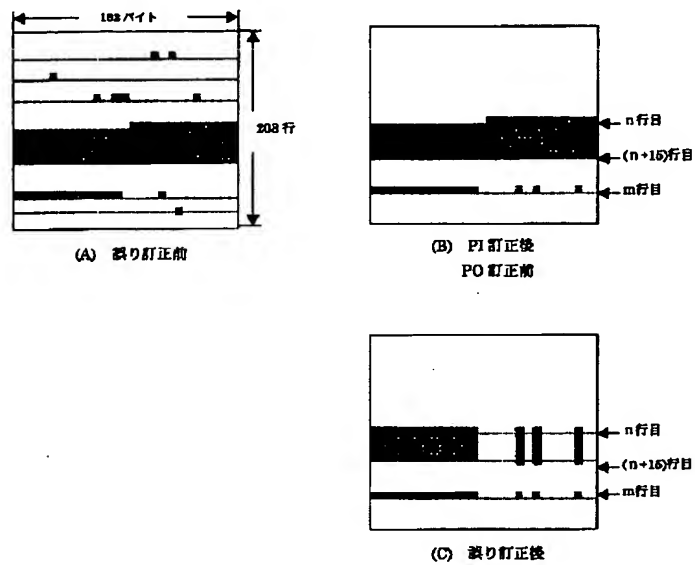 182バイト
208行
(A) 誤り訂正前
n行目
(n+15)行目
m行目
(B) PI訂正後
PO訂正前
n行目
(n+15)行目
m行目
(C) 誤り訂正後